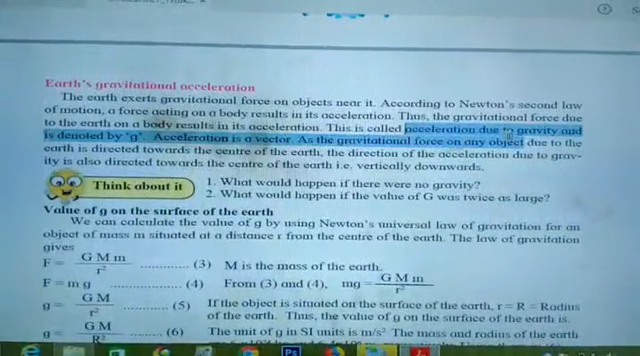 Earth's gravitational acceleration
The earth exerts gravitational force on objects near it. According to Newton's second law
of motion, a force acting on a body results in its acceleration. Thus, the gravitational force due
to the earth on a body results in its acceleration. This is called acceleration due to gravity and
is denoted by 'g'. Acceleration is a vector. As the gravitational force on any object due to the
earth is directed towards the centre of the earth, the direction of the acceleration due to grav-
ity is also directed towards the centre of the earth i.e. vertically downwards.
Think about it
1. What would happen if there were no gravity?
2. What would happen if the value of G was twice as large?
Value of g on the surface of the earth
We can calculate the value of g by using Newton's universal law of gravitation for an
object of mass m situated at a distance r from the centre of the earth. The law of gravitation
gives
F = G M m / r² ............ (3) M is the mass of the earth.
F = m g .................. (4) From (3) and (4), mg = G M m / r²
g = G M / r² ............ (5) If the object is situated on the surface of the earth, r = R = Radius
of the earth. Thus, the value of g on the surface of the earth is.
g = G M / R² ......... (6) The unit of g in SI units is m/s² The mass and radius of the earth
Ps